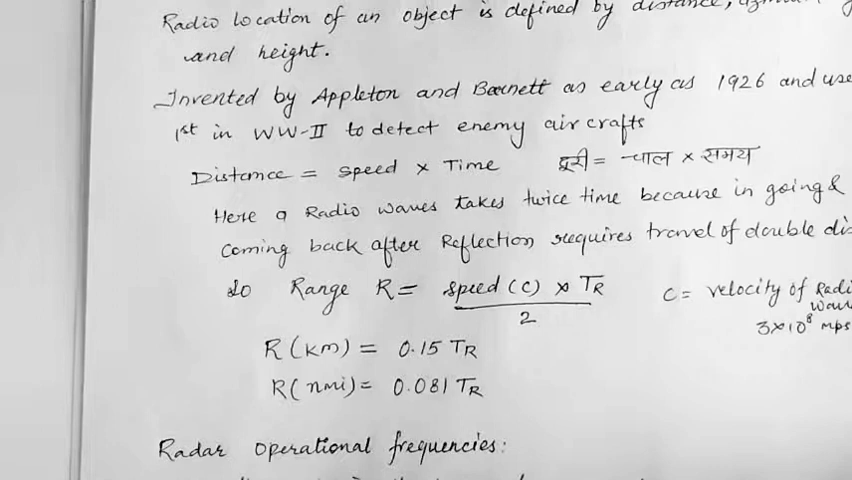 Radio location of an object is defined by distance,
and height.
Invented by Appleton and Barnett as early as 1926 and use
1st in WW-II to detect enemy air crafts
Distance = speed × Time दूरी = चाल × समय
Here a Radio waves takes twice time because in going &
coming back after Reflection requires travel of double dis
so Range R = speed (c) × TR / 2 c = velocity of Radi
wave
3×10⁸ mps
R (km) = 0.15 TR
R (nmi) = 0.081 TR
Radar operational frequencies: